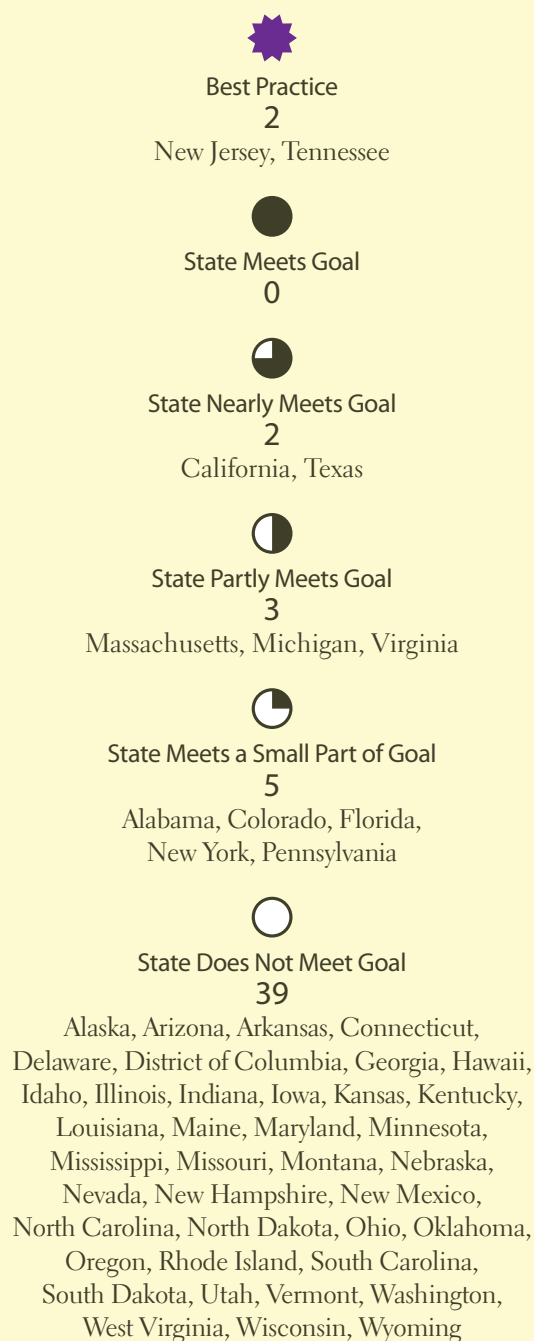 Best Practice
2
New Jersey, Tennessee
State Meets Goal
0
State Nearly Meets Goal
2
California, Texas
State Partly Meets Goal
3
Massachusetts, Michigan, Virginia
State Meets a Small Part of Goal
5
Alabama, Colorado, Florida,
New York, Pennsylvania
State Does Not Meet Goal
39
Alaska, Arizona, Arkansas, Connecticut,
Delaware, District of Columbia, Georgia, Hawaii,
Idaho, Illinois, Indiana, Iowa, Kansas, Kentucky,
Louisiana, Maine, Maryland, Minnesota,
Mississippi, Missouri, Montana, Nebraska,
Nevada, New Hampshire, New Mexico,
North Carolina, North Dakota, Ohio, Oklahoma,
Oregon, Rhode Island, South Carolina,
South Dakota, Utah, Vermont, Washington,
West Virginia, Wisconsin, Wyoming